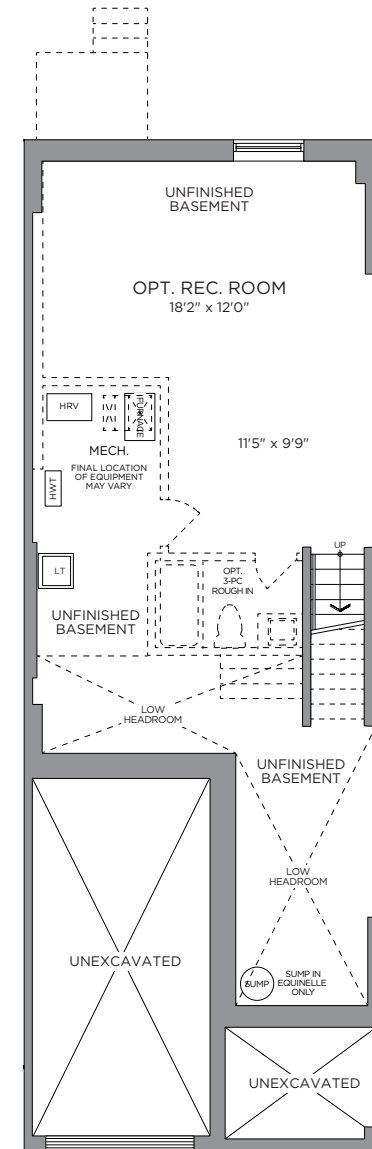 UNFINISHED
BASEMENT
OPT. REC. ROOM
18'2" x 12'0"
HRV
FURNACE
MECH.
FINAL LOCATION
OF EQUIPMENT
MAY VARY
11'5" x 9'9"
HWT
LT
OPT.
3-PC
ROUGH IN
UP
UNFINISHED
BASEMENT
LOW
HEADROOM
UNFINISHED
BASEMENT
LOW
HEADROOM
UNEXCAVATED
SUMP
SUMP IN
EQUINELLE
ONLY
UNEXCAVATED